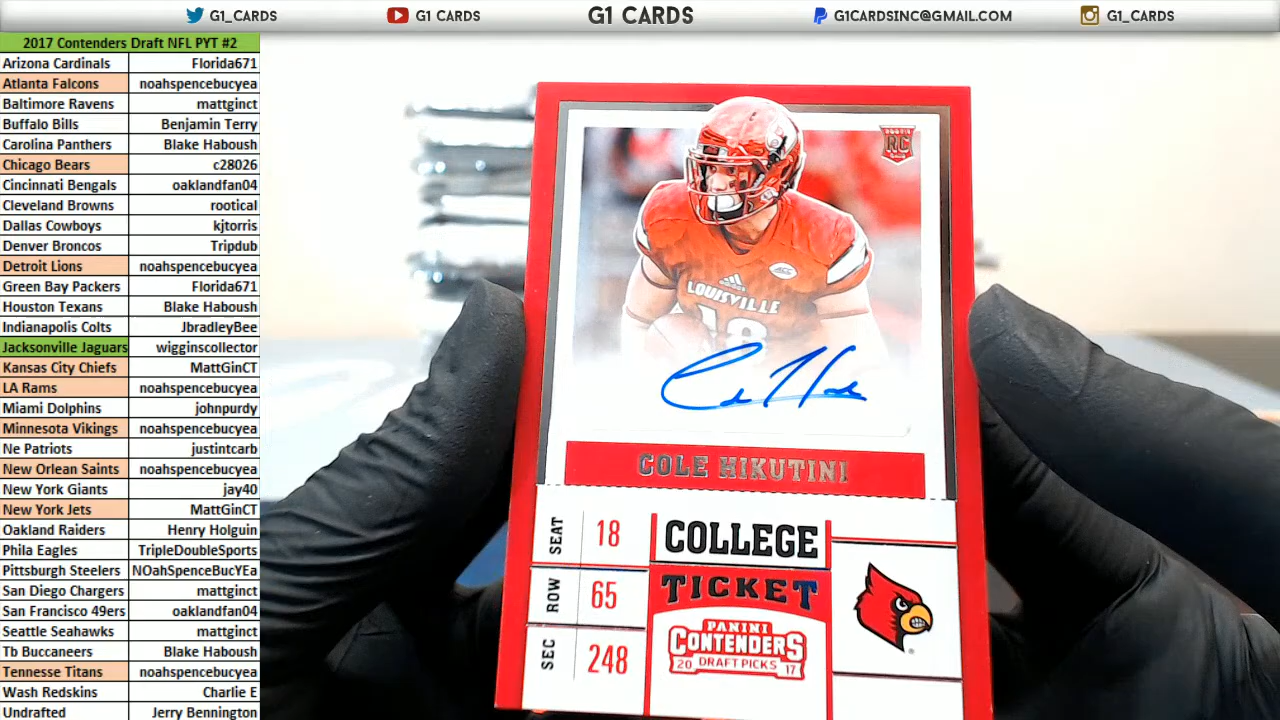 G1_CARDS G1 CARDS G1 CARDS G1CARDSINC@GMAIL.COM G1_CARDS
2017 Contenders Draft NFL PYT #2
Arizona Cardinals Florida671
Atlanta Falcons noahspencebucyea
Baltimore Ravens mattginct
Buffalo Bills Benjamin Terry
Carolina Panthers Blake Haboush
Chicago Bears c28026
Cincinnati Bengals oaklandfan04
Cleveland Browns rootical
Dallas Cowboys kjtorris
Denver Broncos Tripdub
Detroit Lions noahspencebucyea
Green Bay Packers Florida671
Houston Texans Blake Haboush
Indianapolis Colts JbradleyBee
Jacksonville Jaguars wigginscollector
Kansas City Chiefs MattGinCT
LA Rams noahspencebucyea
Miami Dolphins johnpurdy
Minnesota Vikings noahspencebucyea
Ne Patriots justintcarb
New Orlean Saints noahspencebucyea
New York Giants jay40
New York Jets MattGinCT
Oakland Raiders Henry Holguin
Phila Eagles TripleDoubleSports
Pittsburgh Steelers NOahSpenceBucYEa
San Diego Chargers mattginct
San Francisco 49ers oaklandfan04
Seattle Seahawks mattginct
Tb Buccaneers Blake Haboush
Tennesse Titans noahspencebucyea
Wash Redskins Charlie E
Undrafted Jerry Bennington
RC
ACC
LOUISVILLE
18
COLE HIKUTINI
SEAT 18
ROW 65
SEC 248
COLLEGE
TICKET
PANINI
CONTENDERS
20 DRAFT PICKS 17